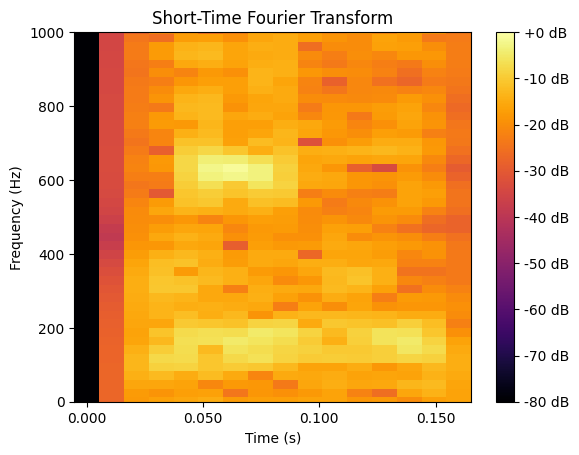 Short-Time Fourier Transform
Frequency (Hz)
1000
800
600
400
200
0
0.000
0.050
0.100
0.150
Time (s)
+0 dB
-10 dB
-20 dB
-30 dB
-40 dB
-50 dB
-60 dB
-70 dB
-80 dB